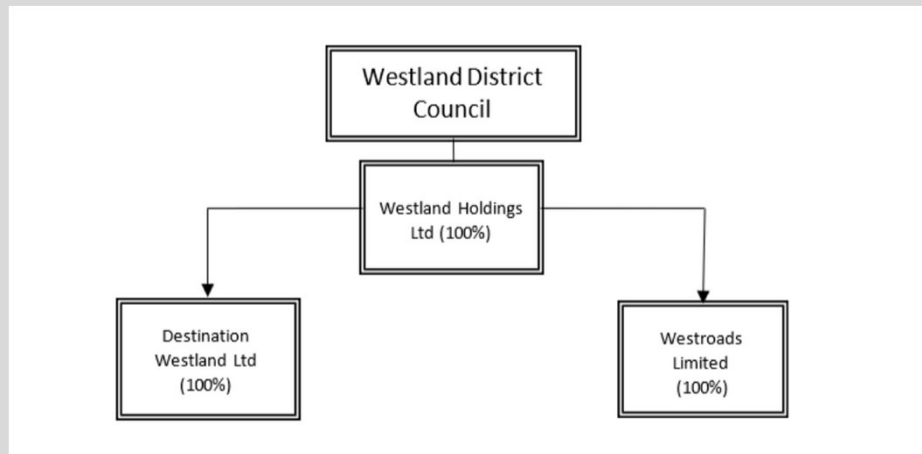 Westland District
Council
Westland Holdings
Ltd (100%)
Destination
Westland Ltd
(100%)
Westroads
Limited
(100%)